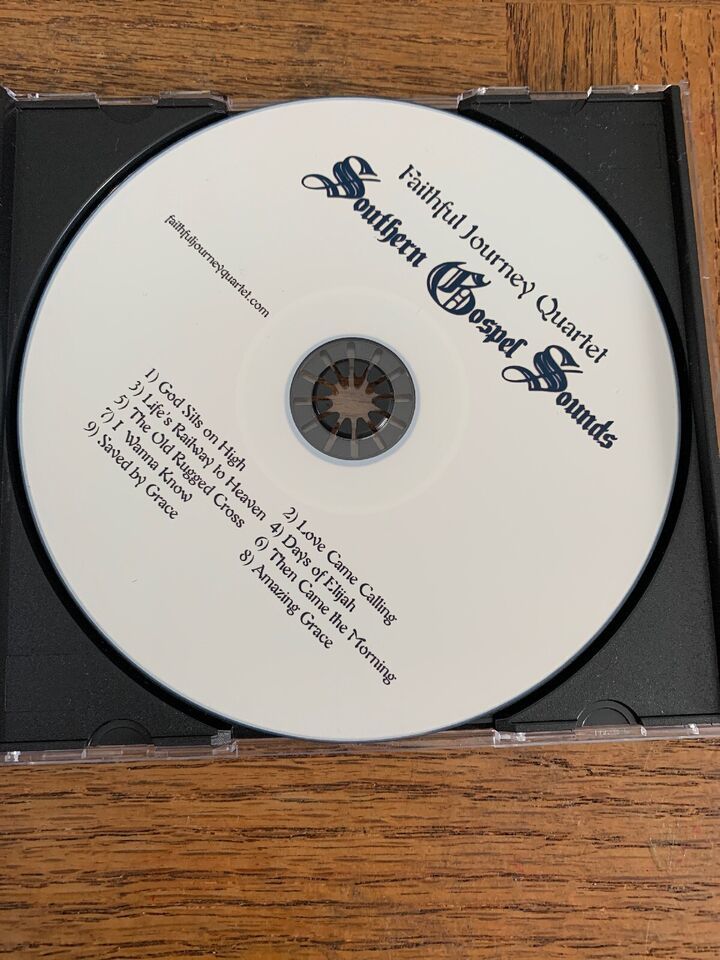 Faithful Journey Quartet
Southern Gospel Sounds
faithfuljourneyquartet.com
1) God Sits on High
2) Love Came Calling
3) Life's Railway to Heaven
4) Days of Elijah
5) The Old Rugged Cross
6) Then Came the Morning
7) I Wanna Know
8) Amazing Grace
9) Saved by Grace